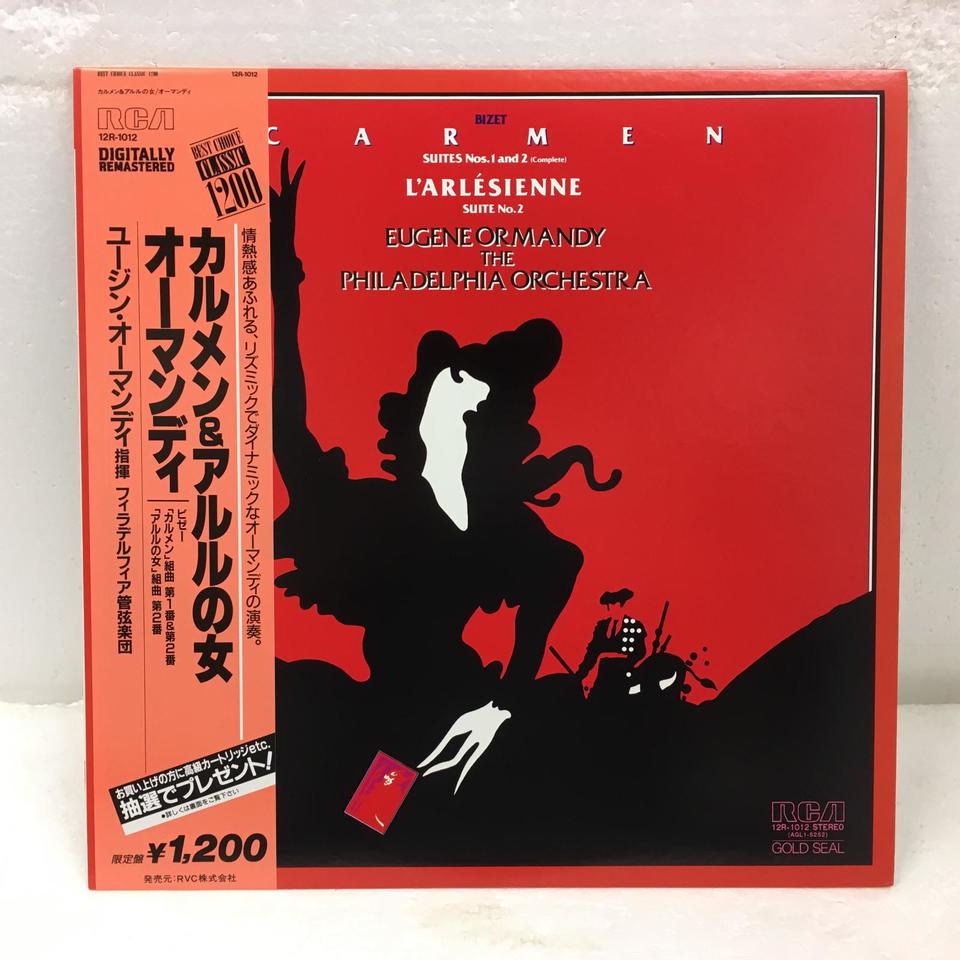 BEST CHOICE CLASSIC 1200
12R-1012
カルメン&アルルの女/オーマンディ
RCA
12R-1012
DIGITALLY
REMASTERED
BEST CHOICE
CLASSIC
1200
情熱感あふれる、リズミックでダイナミックなオーマンディの演奏。
カルメン&アルルの女
オーマンディ
ビゼー
「カルメン」組曲 第1番&第2番
「アルルの女」組曲 第2番
ユージン・オーマンディ指揮 フィラデルフィア管弦楽団
お買い上げの方に高級カートリッジetc.
抽選でプレゼント!
●詳しくは裏面をご覧下さい
限定盤 ¥1,200
発売元:RVC株式会社
BIZET
CARMEN
SUITES Nos.1 and 2 (Complete)
L'ARLÉSIENNE
SUITE No.2
EUGENE ORMANDY
THE
PHILADELPHIA ORCHESTRA
RCA
12R-1012 STEREO
(AGL1-5252)
GOLD SEAL